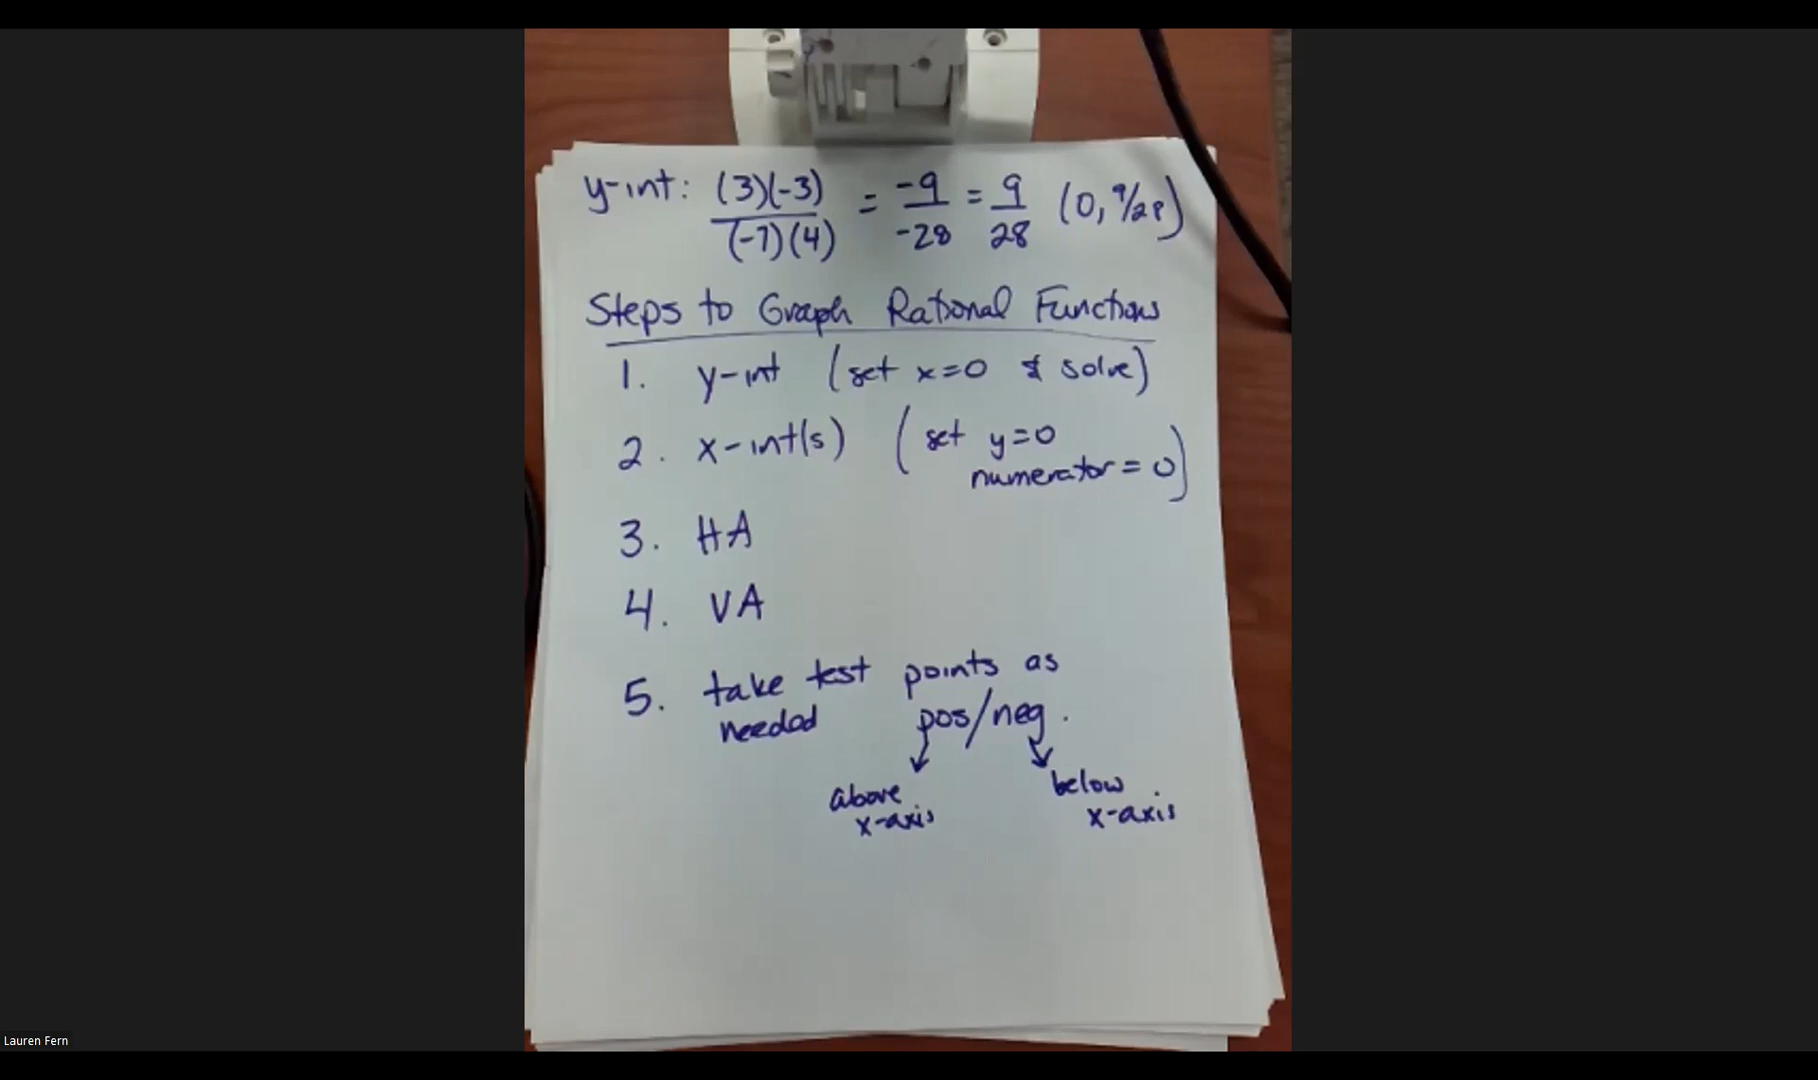 y-int: (3)(-3) / (-7)(4) = -9 / -28 = 9 / 28 (0, 9/28)
Steps to Graph Rational Functions
1. y-int (set x=0 & solve)
2. x-int(s) (set y=0
numerator = 0)
3. HA
4. VA
5. take test points as
needed pos/neg.
above
x-axis
below
x-axis
Lauren Fern